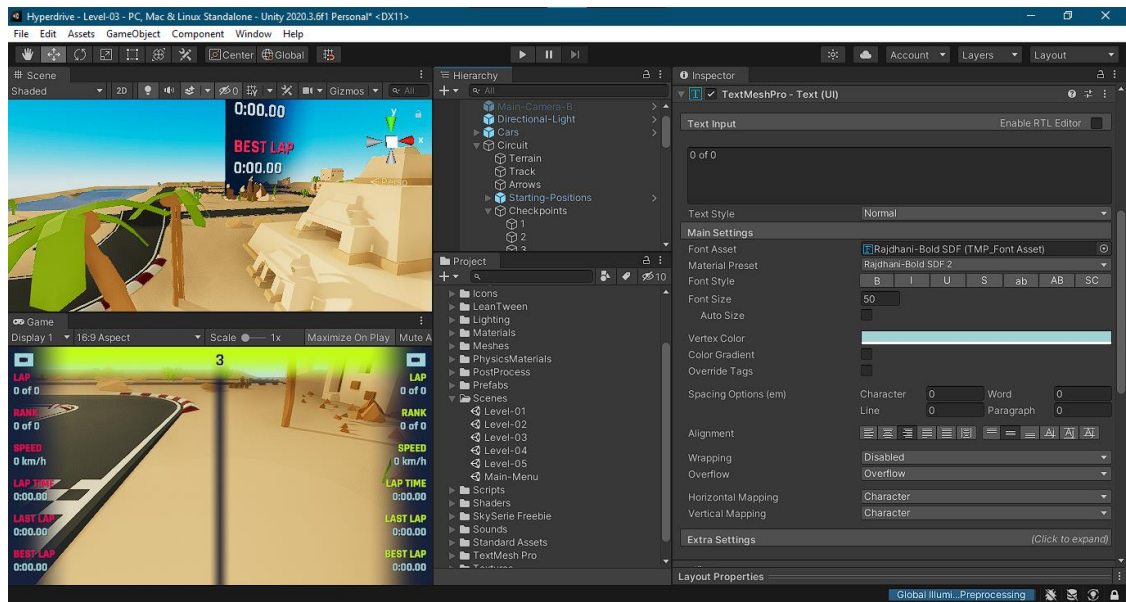 Hyperdrive - Level-03 - PC, Mac & Linux Standalone - Unity 2020.3.6f1 Personal* <DX11>
File Edit Assets GameObject Component Window Help
Center Global
Account Layers Layout
# Scene
Shaded 2D 0 Gizmos All
0:00.00
BEST LAP
0:00.00
x
Game
Display 1 16:9 Aspect Scale 1x Maximize On Play Mute A
3
LAP
0 of 0
RANK
0 of 0
SPEED
0 km/h
LAP TIME
0:00.00
LAST LAP
0:00.00
BEST LAP
0:00.00
LAP
0 of 0
RANK
0 of 0
SPEED
0 km/h
LAP TIME
0:00.00
LAST LAP
0:00.00
BEST LAP
0:00.00
Hierarchy
All
Main-Camera-B
Directional-Light
Cars
Circuit
Terrain
Track
Arrows
Starting-Positions
Checkpoints
1
2
3
Project
10
Icons
LeanTween
Lighting
Materials
Meshes
PhysicsMaterials
PostProcess
Prefabs
Scenes
Level-01
Level-02
Level-03
Level-04
Level-05
Main-Menu
Scripts
Shaders
SkySerie Freebie
Sounds
Standard Assets
TextMesh Pro
Textures
Inspector
TextMeshPro - Text (UI)
Text Input Enable RTL Editor
0 of 0
Text Style Normal
Main Settings
Font Asset Rajdhani-Bold SDF (TMP_Font Asset)
Material Preset Rajdhani-Bold SDF 2
Font Style B I U S ab AB SC
Font Size 50
Auto Size
Vertex Color
Color Gradient
Override Tags
Spacing Options (em) Character 0 Word 0
Line 0 Paragraph 0
Alignment
Wrapping Disabled
Overflow Overflow
Horizontal Mapping Character
Vertical Mapping Character
Extra Settings (Click to expand)
Layout Properties
Global Illumi...Preprocessing